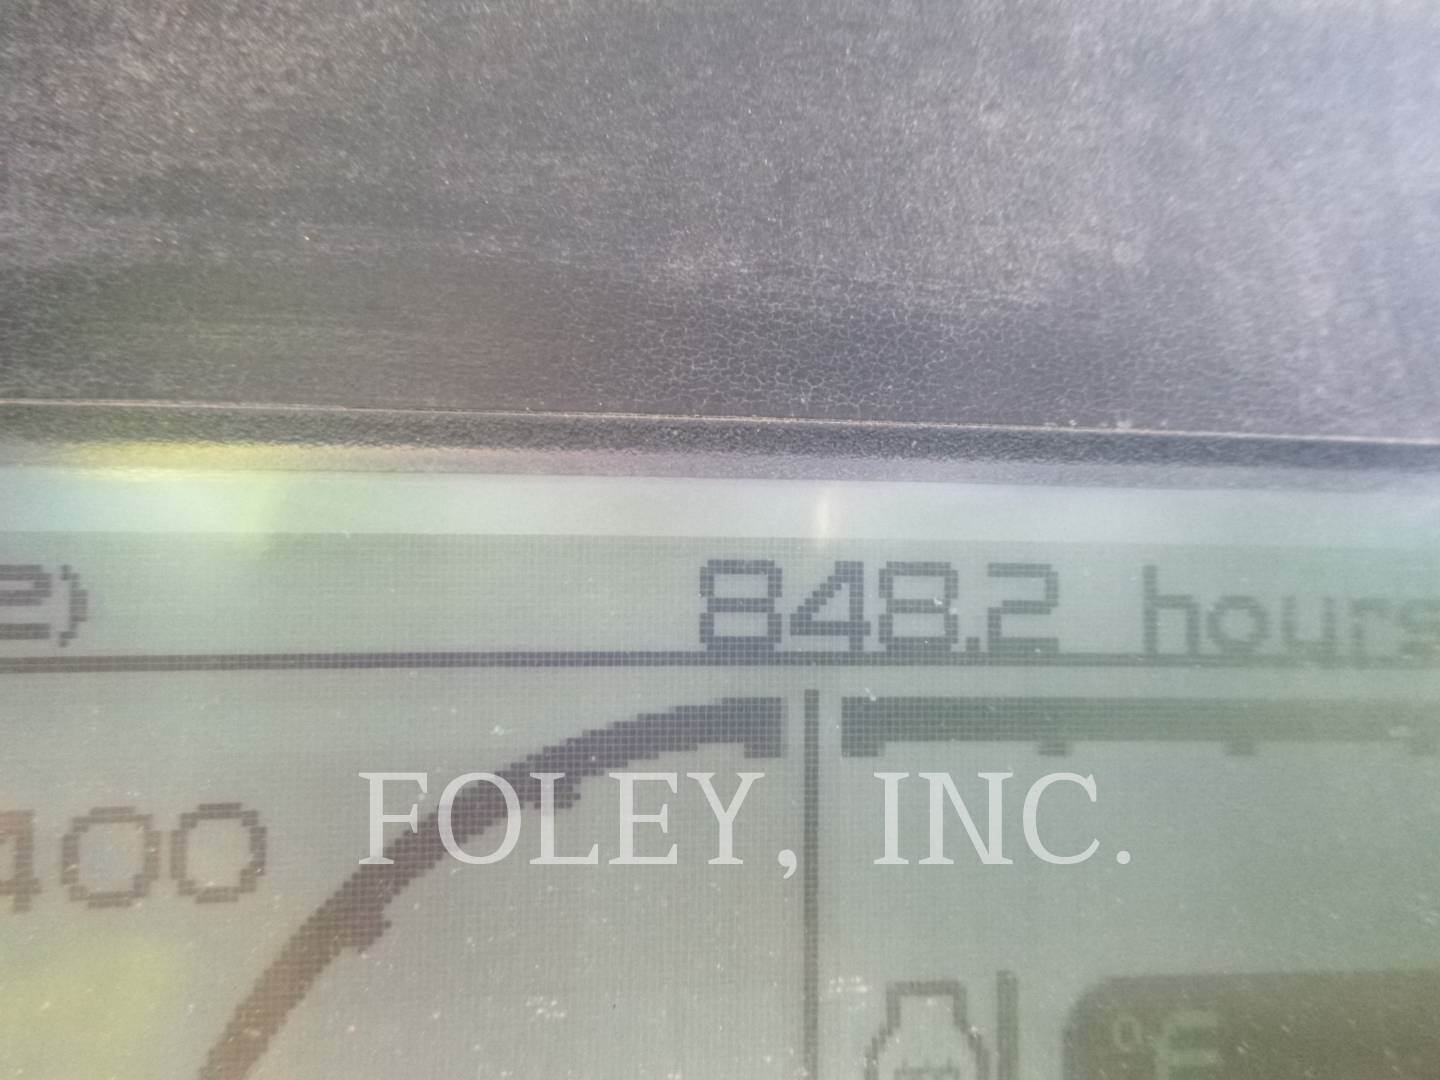 e) 848.2 hours
400
FOLEY, INC.
°F